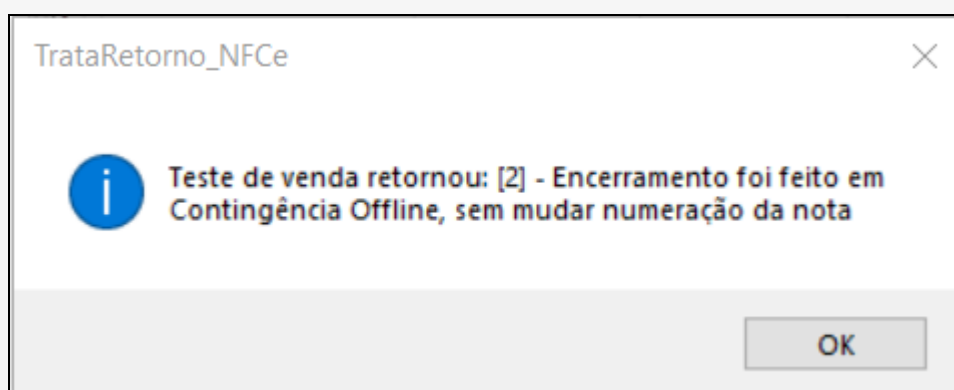 TrataRetorno_NFCe
Teste de venda retornou: [2] - Encerramento foi feito em
Contingência Offline, sem mudar numeração da nota
OK